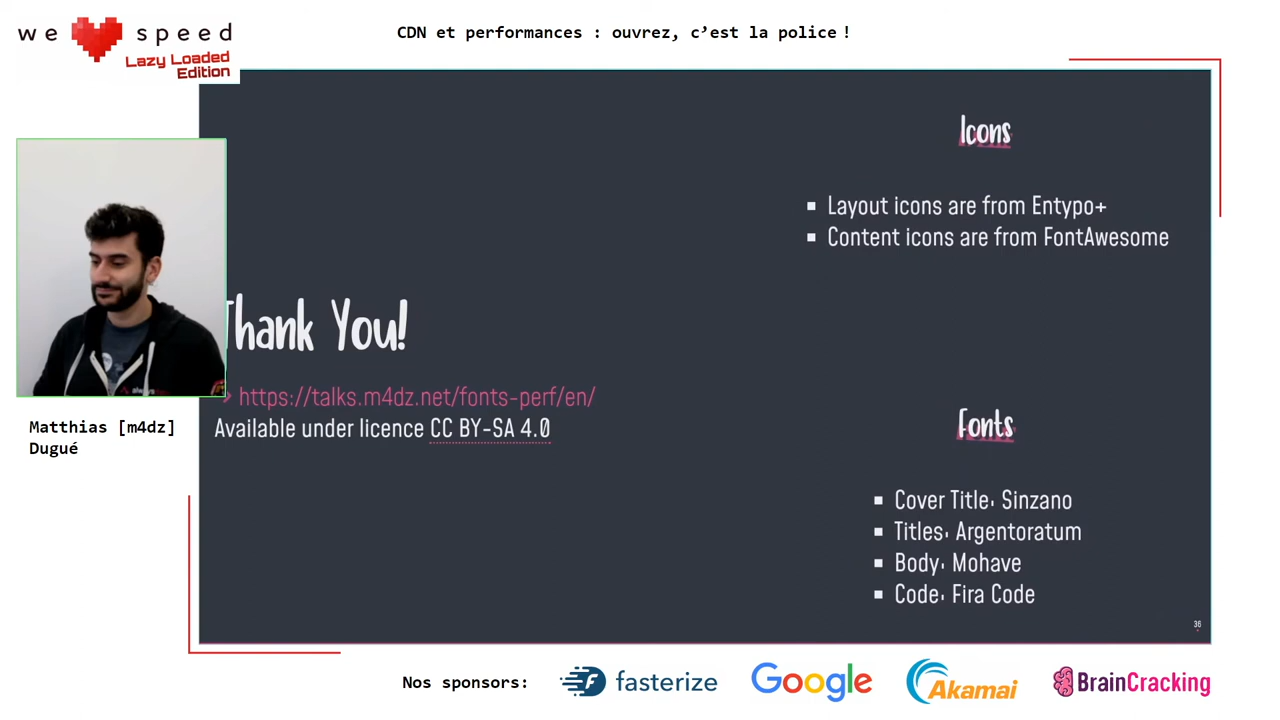 we speed
Lazy Loaded
Edition
CDN et performances : ouvrez, c’est la police !
Icons
Layout icons are from Entypo+
Content icons are from FontAwesome
Thank You!
https://talks.m4dz.net/fonts-perf/en/
Available under licence CC BY-SA 4.0
Matthias [m4dz]
Dugué
Fonts
Cover Title: Sinzano
Titles: Argentoratum
Body: Mohave
Code: Fira Code
36
Nos sponsors:
fasterize
Google
Akamai
BrainCracking